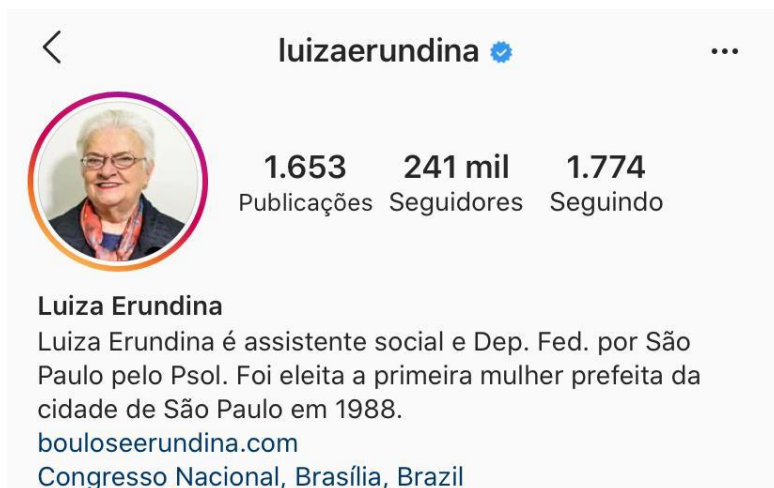 luizaerundina
1.653 241 mil 1.774
Publicações Seguidores Seguindo
Luiza Erundina
Luiza Erundina é assistente social e Dep. Fed. por São
Paulo pelo Psol. Foi eleita a primeira mulher prefeita da
cidade de São Paulo em 1988.
bouloseerundina.com
Congresso Nacional, Brasília, Brazil